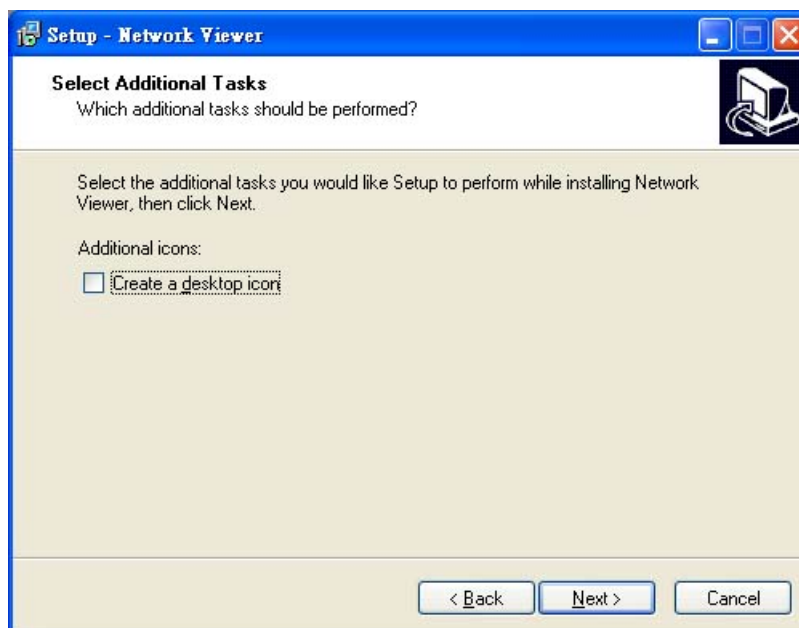 Setup - Network Viewer
Select Additional Tasks
Which additional tasks should be performed?
Select the additional tasks you would like Setup to perform while installing Network
Viewer, then click Next.
Additional icons:
Create a desktop icon
< Back
Next >
Cancel